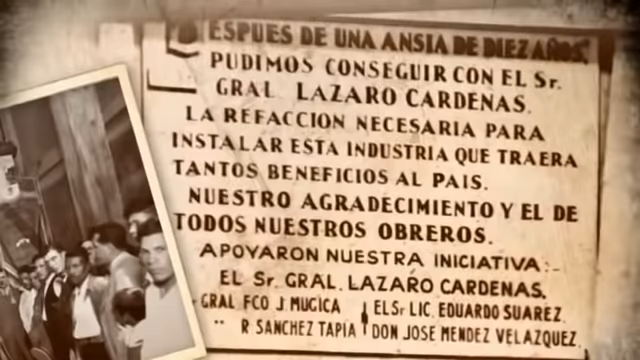 DESPUES DE UNA ANSIA DE DIEZ AÑOS,
PUDIMOS CONSEGUIR CON EL Sr.
GRAL. LAZARO CARDENAS.
LA REFACCION NECESARIA PARA
INSTALAR ESTA INDUSTRIA QUE TRAERA
TANTOS BENEFICIOS AL PAIS.
NUESTRO AGRADECIMIENTO Y EL DE
TODOS NUESTROS OBREROS.
APOYARON NUESTRA INICIATIVA:-
EL Sr. GRAL. LAZARO CARDENAS.
" GRAL FCO J. MUGICA EL Sr LIC. EDUARDO SUAREZ.
" R SANCHEZ TAPIA DON JOSE MENDEZ VELAZQUEZ.